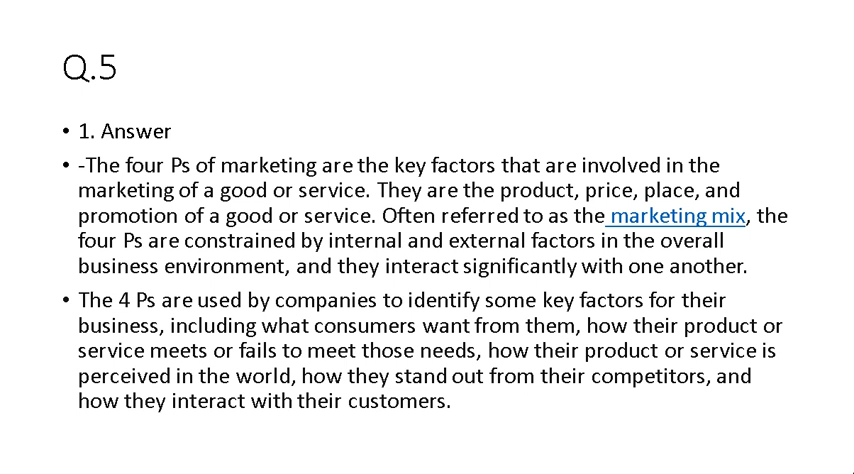 Q.5
• 1. Answer
• -The four Ps of marketing are the key factors that are involved in the
marketing of a good or service. They are the product, price, place, and
promotion of a good or service. Often referred to as the marketing mix, the
four Ps are constrained by internal and external factors in the overall
business environment, and they interact significantly with one another.
• The 4 Ps are used by companies to identify some key factors for their
business, including what consumers want from them, how their product or
service meets or fails to meet those needs, how their product or service is
perceived in the world, how they stand out from their competitors, and
how they interact with their customers.